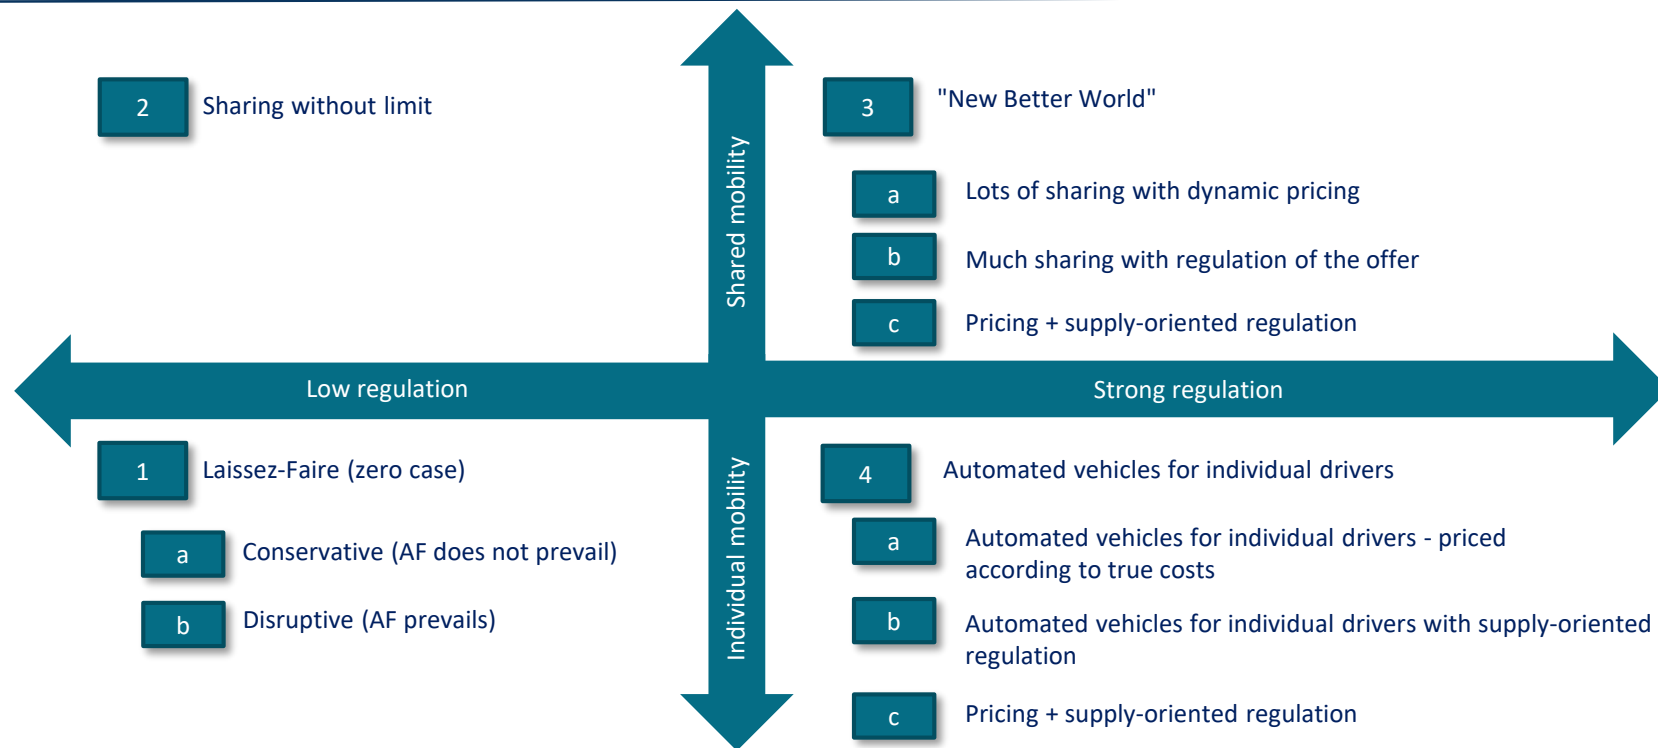 2
Sharing without limit
3
"New Better World"
a
Lots of sharing with dynamic pricing
b
Much sharing with regulation of the offer
c
Pricing + supply-oriented regulation
Shared mobility
Low regulation
Strong regulation
Individual mobility
1
Laissez-Faire (zero case)
a
Conservative (AF does not prevail)
b
Disruptive (AF prevails)
4
Automated vehicles for individual drivers
a
Automated vehicles for individual drivers - priced
according to true costs
b
Automated vehicles for individual drivers with supply-oriented
regulation
c
Pricing + supply-oriented regulation